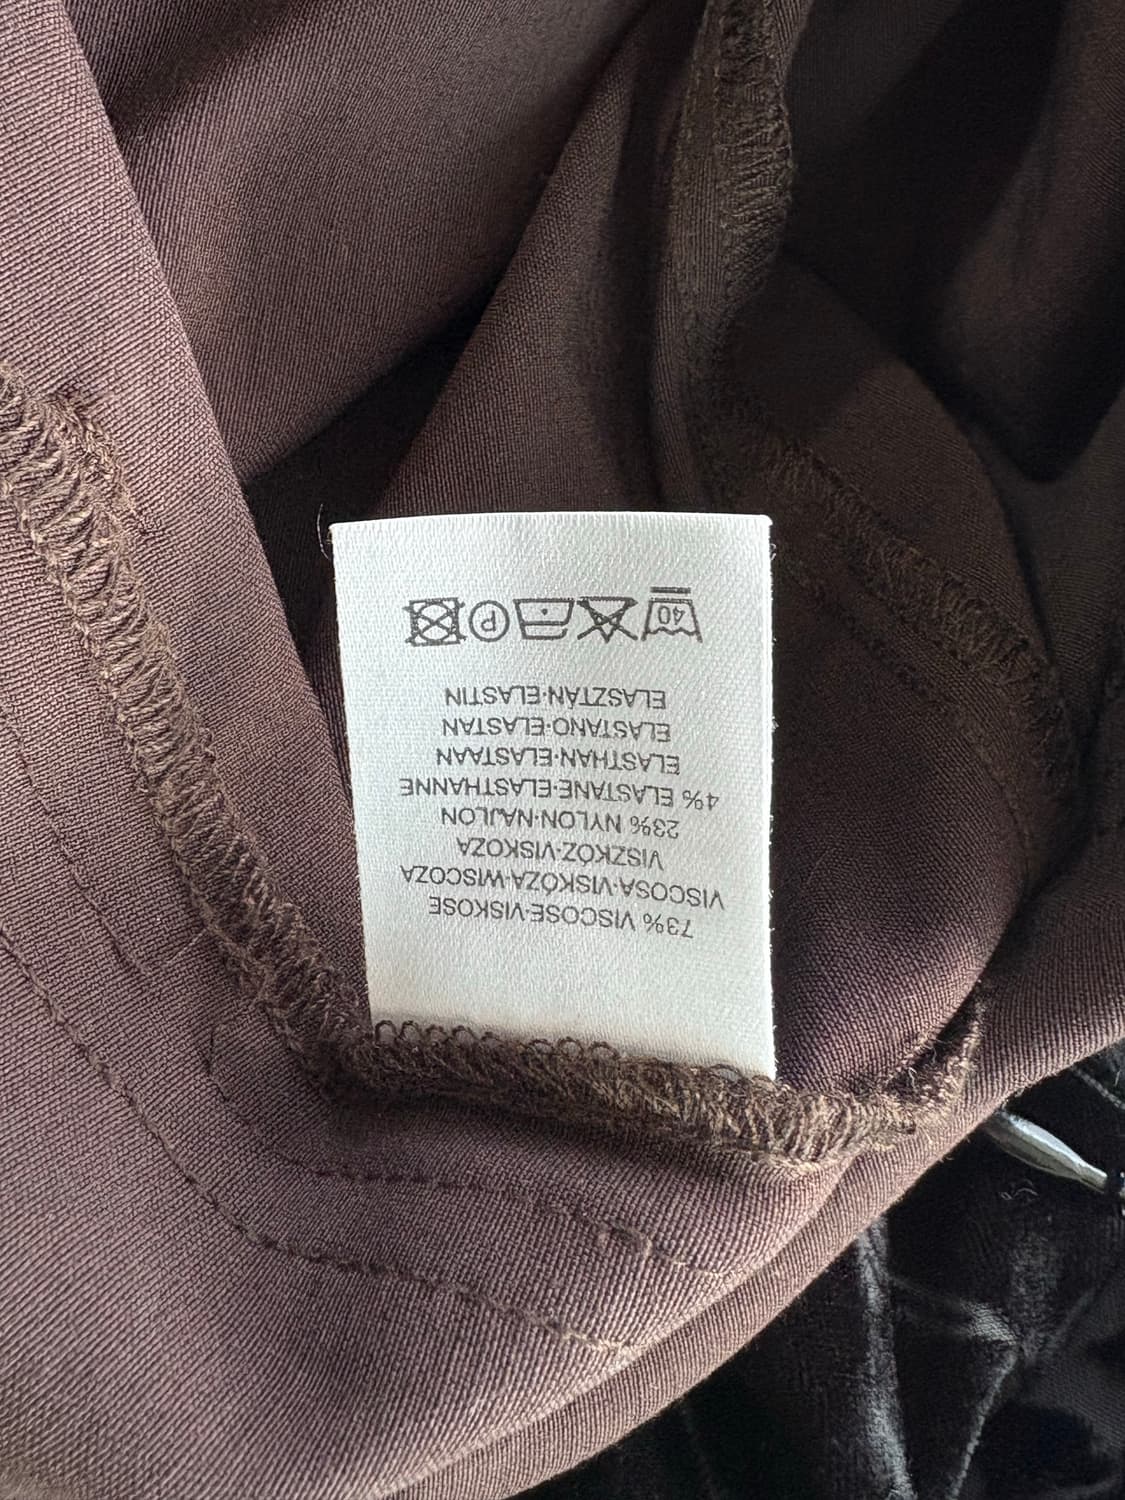 73% VISCOSE·VISKOSE
VISCOSA·VISKÓZA·WISCOZA
VISZKÓZ·VISKOZA
23% NYLON·NAJLON
4% ELASTANE·ELASTHANNE
ELASTHAN·ELASTAAN
ELASTANO·ELASTAN
ELASZTÁN·ELASTIN
40
P